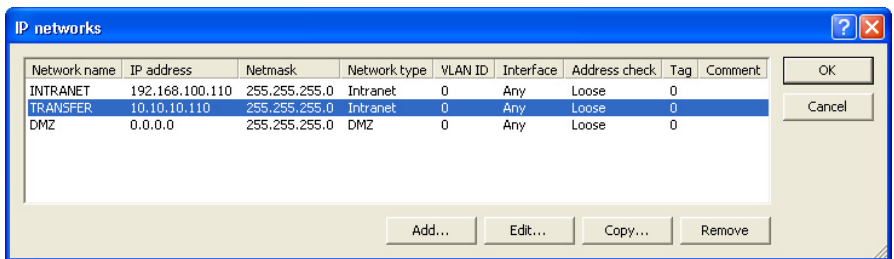 IP networks
Network name IP address Netmask Network type VLAN ID Interface Address check Tag Comment OK
INTRANET 192.168.100.110 255.255.255.0 Intranet 0 Any Loose 0
TRANSFER 10.10.10.110 255.255.255.0 Intranet 0 Any Loose 0 Cancel
DMZ 0.0.0.0 255.255.255.0 DMZ 0 Any Loose 0
Add... Edit... Copy... Remove